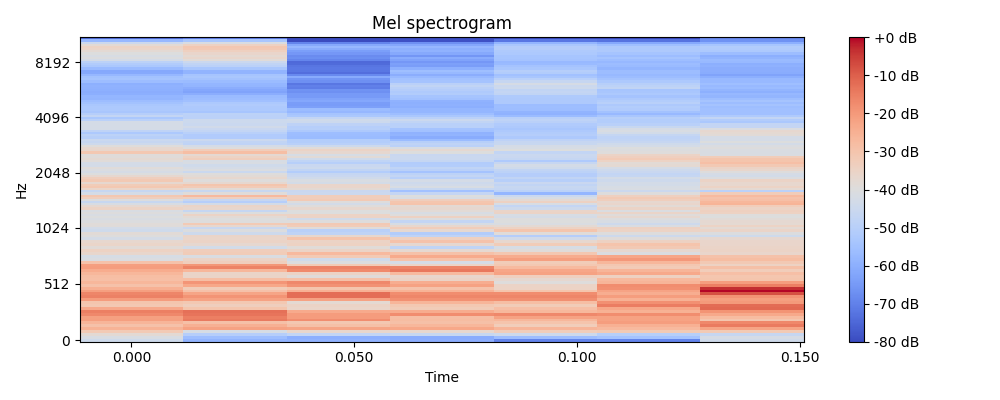 Mel spectrogram
Hz
8192
4096
2048
1024
512
0
0.000
0.050
0.100
0.150
Time
+0 dB
-10 dB
-20 dB
-30 dB
-40 dB
-50 dB
-60 dB
-70 dB
-80 dB